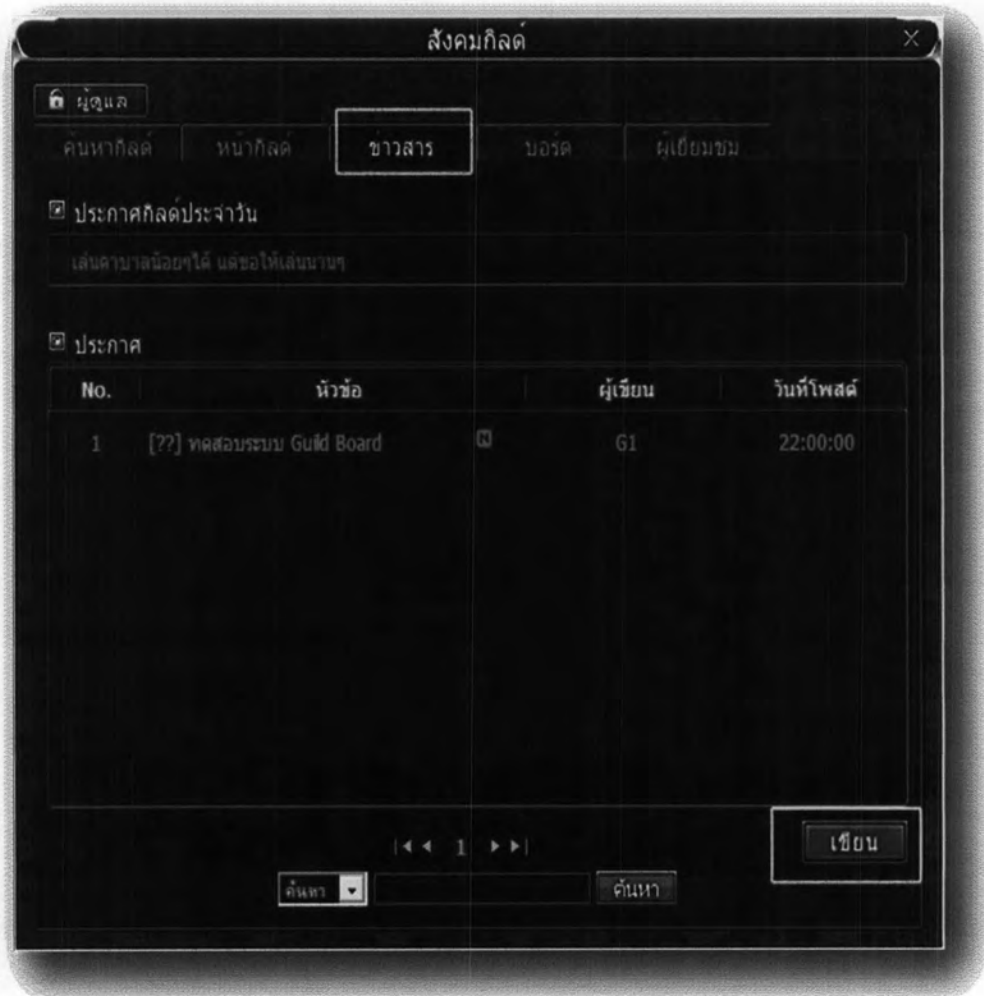 สังคมกิลด์
ผู้ดูแล
ค้นหากิลด์ หน้ากิลด์ ข่าวสาร บอร์ด ผู้เยี่ยมชม
ประกาศกิลด์ประจำวัน
เล่นคาบาลน้อยๆได้ แต่ขอให้เล่นนานๆ
ประกาศ
No. หัวข้อ ผู้เขียน วันที่โพสต์
1 [??] ทดสอบระบบ Guild Board N G1 22:00:00
1 เขียน
ค้นหา ค้นหา